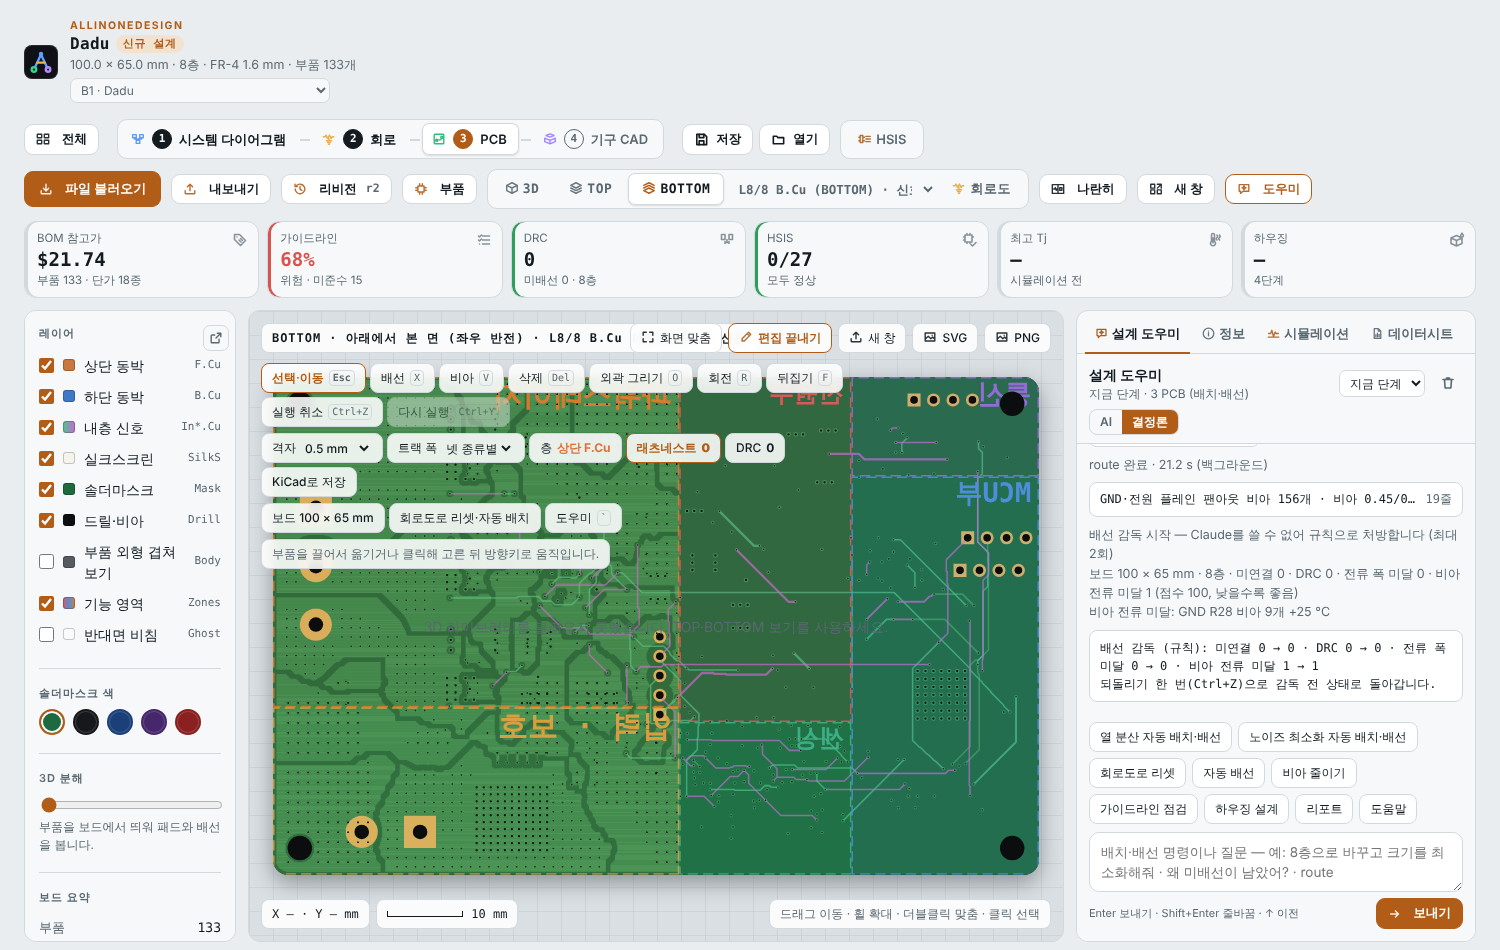 ALLINONEDESIGN
Dadu 신규 설계
100.0 × 65.0 mm · 8층 · FR-4 1.6 mm · 부품 133개
B1 · Dadu
전체 1 시스템 다이어그램 2 회로 3 PCB 4 기구 CAD 저장 열기 HSIS
파일 불러오기 내보내기 리비전 r2 부품 3D TOP BOTTOM L8/8 B.Cu (BOTTOM) · 신호 회로도 나란히 새 창 도우미
BOM 참고가
$21.74
부품 133 · 단가 18종
가이드라인
68%
위험 · 미준수 15
DRC
0
미배선 0 · 8층
HSIS
0/27
모두 정상
최고 Tj
—
시뮬레이션 전
하우징
—
4단계
레이어
상단 동박 F.Cu
하단 동박 B.Cu
내층 신호 In*.Cu
실크스크린 SilkS
솔더마스크 Mask
드릴·비아 Drill
부품 외형 겹쳐 Body
보기
기능 영역 Zones
반대면 비침 Ghost
솔더마스크 색
3D 분해
부품을 보드에서 띄워 패드와 배선
을 봅니다.
보드 요약
부품 133
BOTTOM · 아래에서 본 면 (좌우 반전) · L8/8 B.Cu 화면 맞춤 편집 끝내기 새 창 SVG PNG
선택·이동 Esc 배선 X 비아 V 삭제 Del 외곽 그리기 O 회전 R 뒤집기 F
실행 취소 Ctrl+Z 다시 실행 Ctrl+Y
격자 0.5 mm 트랙 폭 넷 종류별 층 상단 F.Cu 래츠네스트 0 DRC 0
KiCad로 저장
보드 100 × 65 mm 회로도로 리셋·자동 배치 도우미 `
부품을 끌어서 옮기거나 클릭해 고른 뒤 방향키로 움직입니다.
통신
전원부
MCU부
TOP·BOTTOM 보기를 사용하세요.
입력 · 보호
센싱
X — · Y — mm 10 mm 드래그 이동 · 휠 확대 · 더블클릭 맞춤 · 클릭 선택
설계 도우미 정보 시뮬레이션 데이터시트
설계 도우미
지금 단계 · 3 PCB (배치·배선)
지금 단계
AI 결정론
route 완료 · 21.2 s (백그라운드)
GND·전원 플레인 팬아웃 비아 156개 · 비아 0.45/0… 19줄
배선 감독 시작 — Claude를 쓸 수 없어 규칙으로 처방합니다 (최대
2회)
보드 100 × 65 mm · 8층 · 미연결 0 · DRC 0 · 전류 폭 미달 0 · 비아
전류 미달 1 (점수 100, 낮을수록 좋음)
비아 전류 미달: GND R28 비아 9개 +25 °C
배선 감독 (규칙): 미연결 0 → 0 · DRC 0 → 0 · 전류 폭
미달 0 → 0 · 비아 전류 미달 1 → 1
되돌리기 한 번(Ctrl+Z)으로 감독 전 상태로 돌아갑니다.
열 분산 자동 배치·배선 노이즈 최소화 자동 배치·배선
회로도로 리셋 자동 배선 비아 줄이기
가이드라인 점검 하우징 설계 리포트 도움말
배치·배선 명령이나 질문 — 예: 8층으로 바꾸고 크기를 최
소화해줘 · 왜 미배선이 남았어? · route
Enter 보내기 · Shift+Enter 줄바꿈 · ↑ 이전 보내기